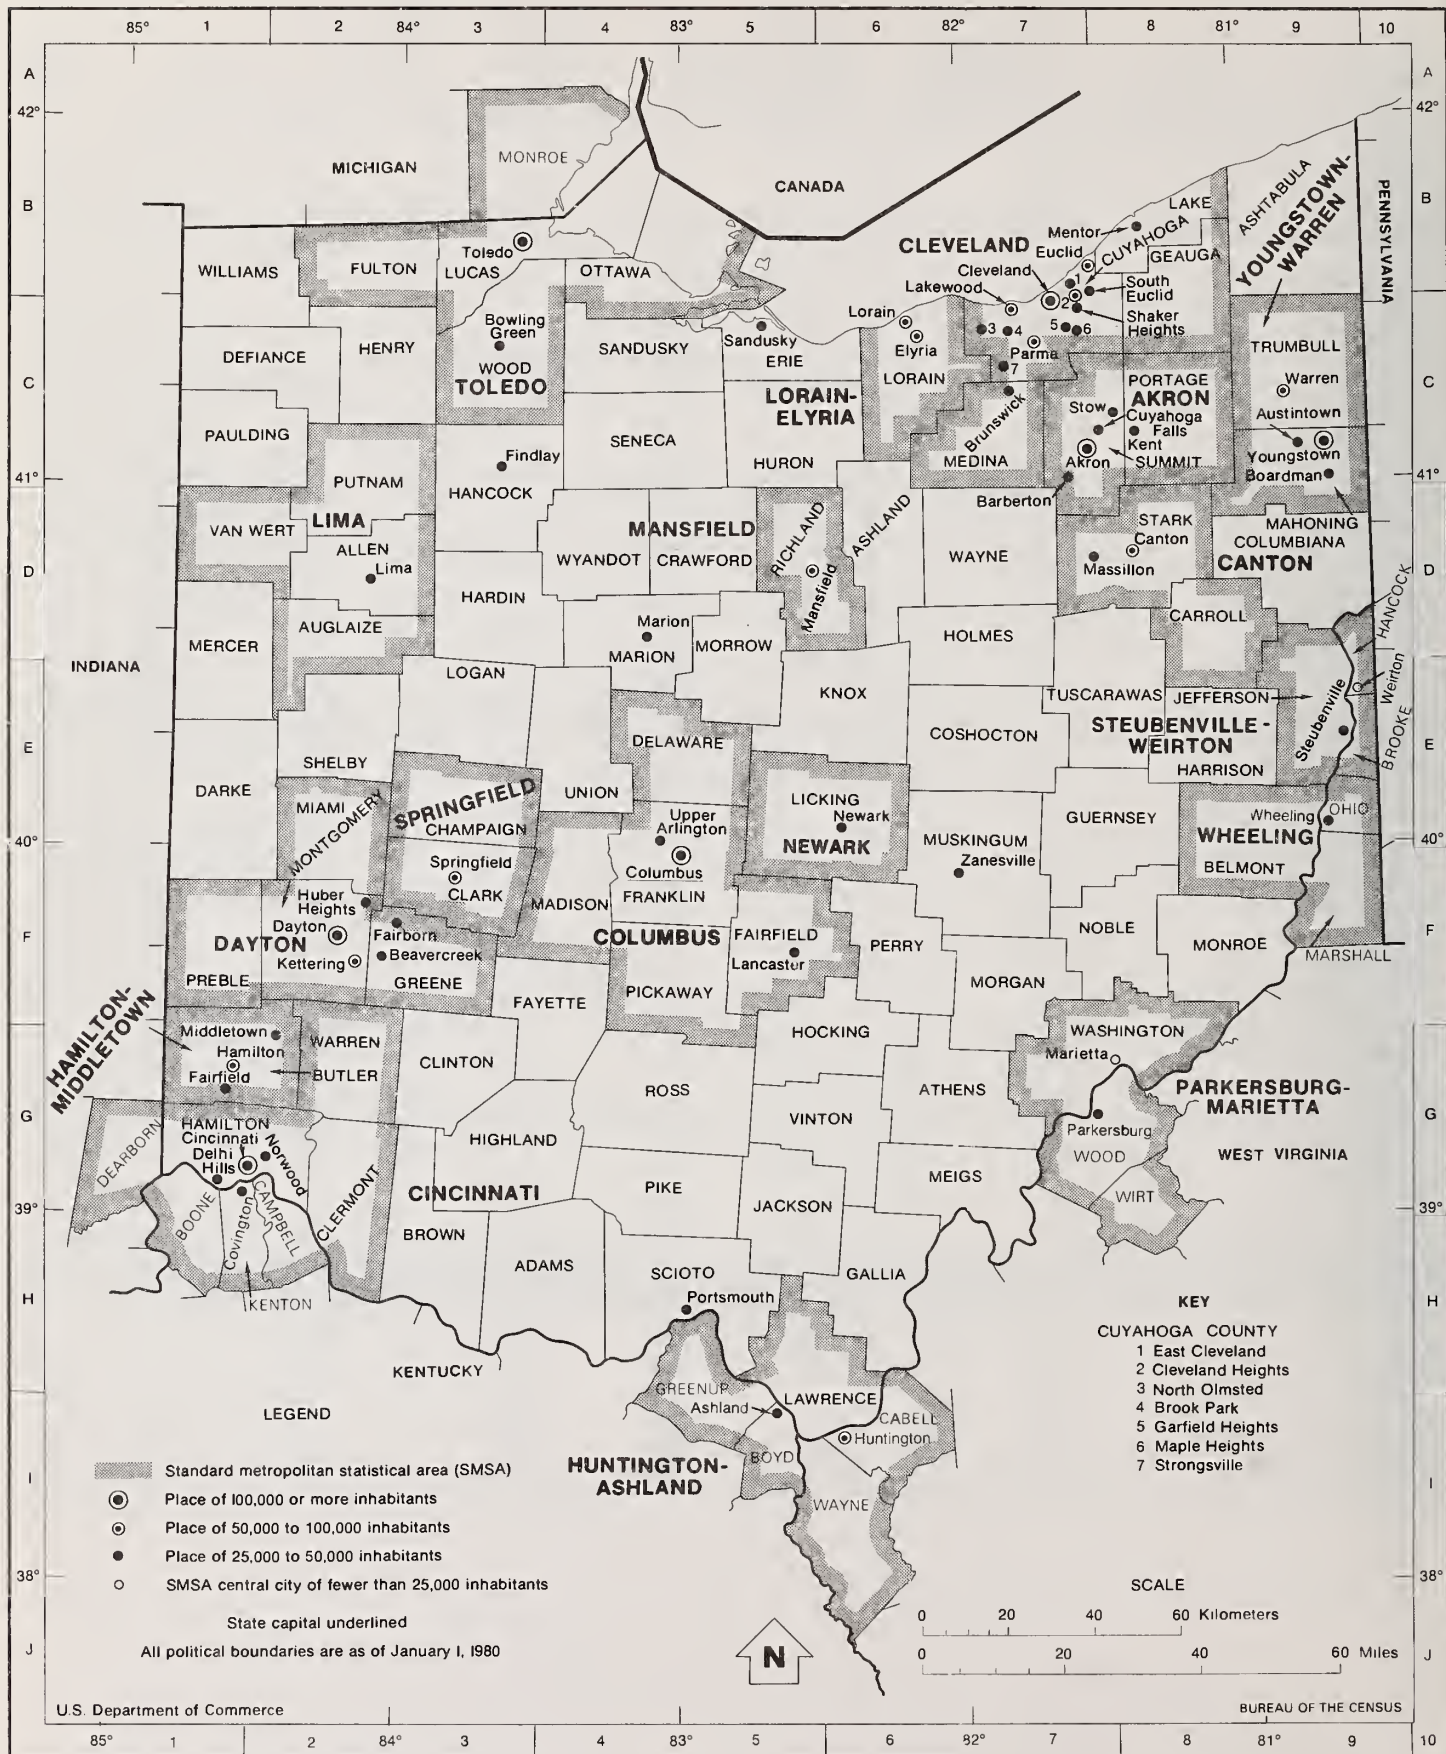 85° 1 2 84° 3 4 83° 5 6 82° 7 8 81° 9 10
A
42°
B
C
41°
D
E
40°
F
G
39°
H
I
38°
J
A
42°
B
C
41°
D
E
40°
F
G
39°
H
I
38°
J
MICHIGAN
MONROE
CANADA
PENNSYLVANIA
INDIANA
KENTUCKY
WEST VIRGINIA
WILLIAMS
FULTON
Toledo
LUCAS
OTTAWA
CLEVELAND
Mentor
LAKE
ASHTABULA
YOUNGSTOWN-
WARREN
Euclid
CUYAHOGA
GEAUGA
Cleveland
Lakewood
South
Euclid
Shaker
Heights
1
2
3
4
5
6
7
Parma
Lorain
Elyria
LORAIN
LORAIN-
ELYRIA
Sandusky
ERIE
SANDUSKY
Bowling
Green
WOOD
TOLEDO
DEFIANCE
HENRY
PAULDING
SENECA
HURON
Findlay
HANCOCK
PUTNAM
Brunswick
MEDINA
PORTAGE
AKRON
Stow
Cuyahoga
Falls
Kent
Akron
SUMMIT
Barberton
TRUMBULL
Warren
Austintown
Youngstown
Boardman
MAHONING
COLUMBIANA
CANTON
STARK
Canton
Massillon
VAN WERT
LIMA
ALLEN
Lima
MANSFIELD
WYANDOT
CRAWFORD
RICHLAND
Mansfield
ASHLAND
WAYNE
HARDIN
AUGLAIZE
MERCER
Marion
MARION
MORROW
HOLMES
CARROLL
HANCOCK
Weirton
BROOKE
LOGAN
KNOX
TUSCARAWAS
JEFFERSON
Steubenville
STEUBENVILLE-
WEIRTON
COSHOCTON
HARRISON
DELAWARE
SHELBY
DARKE
MIAMI
MONTGOMERY
SPRINGFIELD
CHAMPAIGN
UNION
LICKING
Newark
NEWARK
Upper
Arlington
Columbus
FRANKLIN
Springfield
CLARK
MADISON
MUSKINGUM
Zanesville
GUERNSEY
Wheeling
OHIO
WHEELING
BELMONT
Huber
Heights
Dayton
DAYTON
Kettering
Fairborn
Beavercreek
GREENE
PREBLE
COLUMBUS
FAIRFIELD
Lancaster
PICKAWAY
PERRY
NOBLE
MONROE
MARSHALL
MORGAN
FAYETTE
HAMILTON-
MIDDLETOWN
Middletown
Hamilton
Fairfield
WARREN
BUTLER
CLINTON
ROSS
HOCKING
WASHINGTON
Marietta
ATHENS
VINTON
PARKERSBURG-
MARIETTA
Parkersburg
WOOD
WIRT
DEARBORN
HAMILTON
Cincinnati
Delhi
Hills
Norwood
HIGHLAND
CINCINNATI
PIKE
JACKSON
MEIGS
BOONE
Covington
CAMPBELL
KENTON
CLERMONT
BROWN
ADAMS
SCIOTO
Portsmouth
GALLIA
GREENUP
Ashland
BOYD
LAWRENCE
CABELL
Huntington
WAYNE
HUNTINGTON-
ASHLAND
KEY
CUYAHOGA COUNTY
1 East Cleveland
2 Cleveland Heights
3 North Olmsted
4 Brook Park
5 Garfield Heights
6 Maple Heights
7 Strongsville
LEGEND
Standard metropolitan statistical area (SMSA)
Place of 100,000 or more inhabitants
Place of 50,000 to 100,000 inhabitants
Place of 25,000 to 50,000 inhabitants
SMSA central city of fewer than 25,000 inhabitants
State capital underlined
All political boundaries are as of January 1, 1980
N
SCALE
0 20 40 60 Kilometers
0 20 40 60 Miles
U.S. Department of Commerce
BUREAU OF THE CENSUS
85° 1 2 84° 3 4 83° 5 6 82° 7 8 81° 9 10